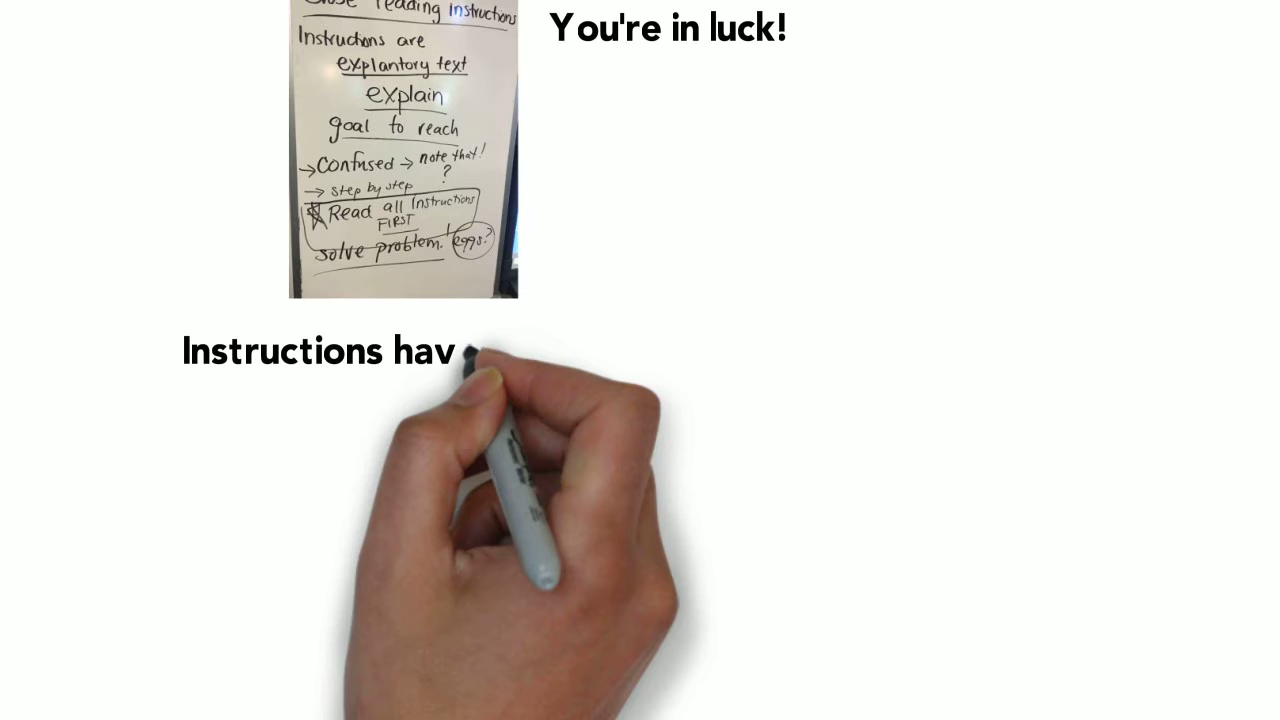 Close reading Instructions
You're in luck!
Instructions are
explantory text
explain
goal to reach
→Confused → note that!
?
→ step by step
Read all Instructions
FIRST
solve problem! eggs?
Instructions hav